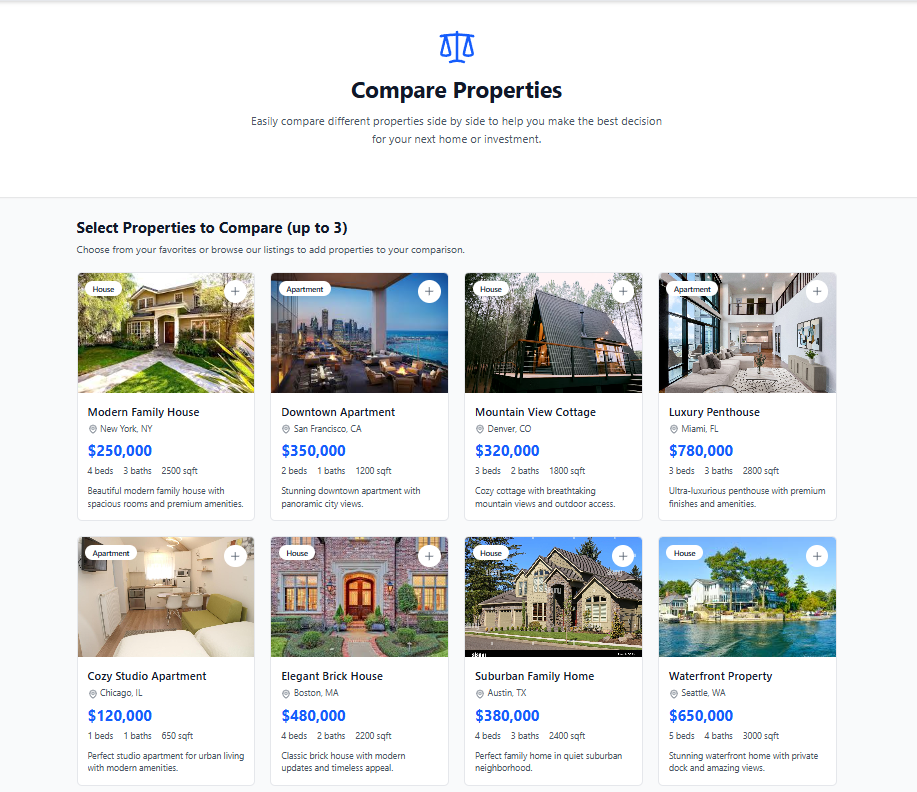 Compare Properties
Easily compare different properties side by side to help you make the best decision
for your next home or investment.
Select Properties to Compare (up to 3)
Choose from your favorites or browse our listings to add properties to your comparison.
House
Modern Family House
New York, NY
$250,000
4 beds 3 baths 2500 sqft
Beautiful modern family house with
spacious rooms and premium amenities.
Apartment
Downtown Apartment
San Francisco, CA
$350,000
2 beds 1 baths 1200 sqft
Stunning downtown apartment with
panoramic city views.
House
Mountain View Cottage
Denver, CO
$320,000
3 beds 2 baths 1800 sqft
Cozy cottage with breathtaking
mountain views and outdoor access.
Apartment
Luxury Penthouse
Miami, FL
$780,000
3 beds 3 baths 2800 sqft
Ultra-luxurious penthouse with premium
finishes and amenities.
Apartment
Cozy Studio Apartment
Chicago, IL
$120,000
1 beds 1 baths 650 sqft
Perfect studio apartment for urban living
with modern amenities.
House
Elegant Brick House
Boston, MA
$480,000
4 beds 2 baths 2200 sqft
Classic brick house with modern
updates and timeless appeal.
House
Suburban Family Home
Austin, TX
$380,000
4 beds 3 baths 2400 sqft
Perfect family home in quiet suburban
neighborhood.
House
Waterfront Property
Seattle, WA
$650,000
5 beds 4 baths 3000 sqft
Stunning waterfront home with private
dock and amazing views.